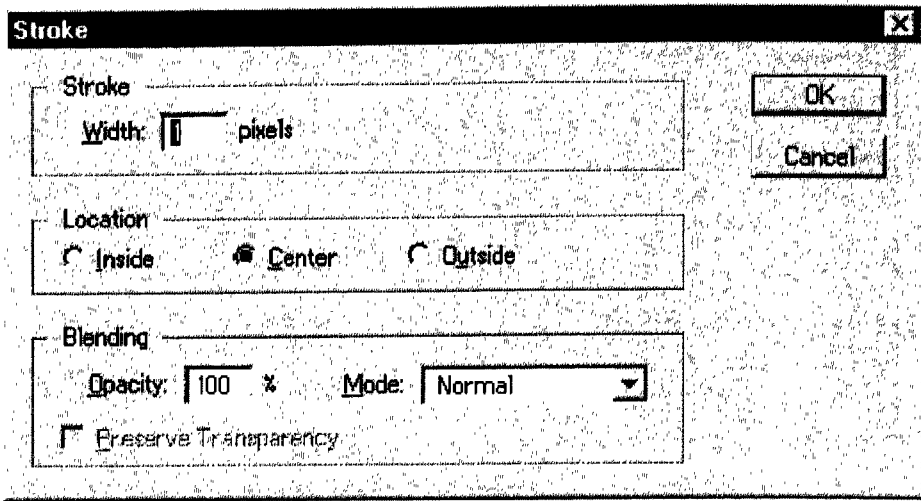 Stroke
Stroke
Width: 1 pixels
OK
Cancel
Location
Inside Center Outside
Blending
Opacity: 100 % Mode: Normal
Preserve Transparency